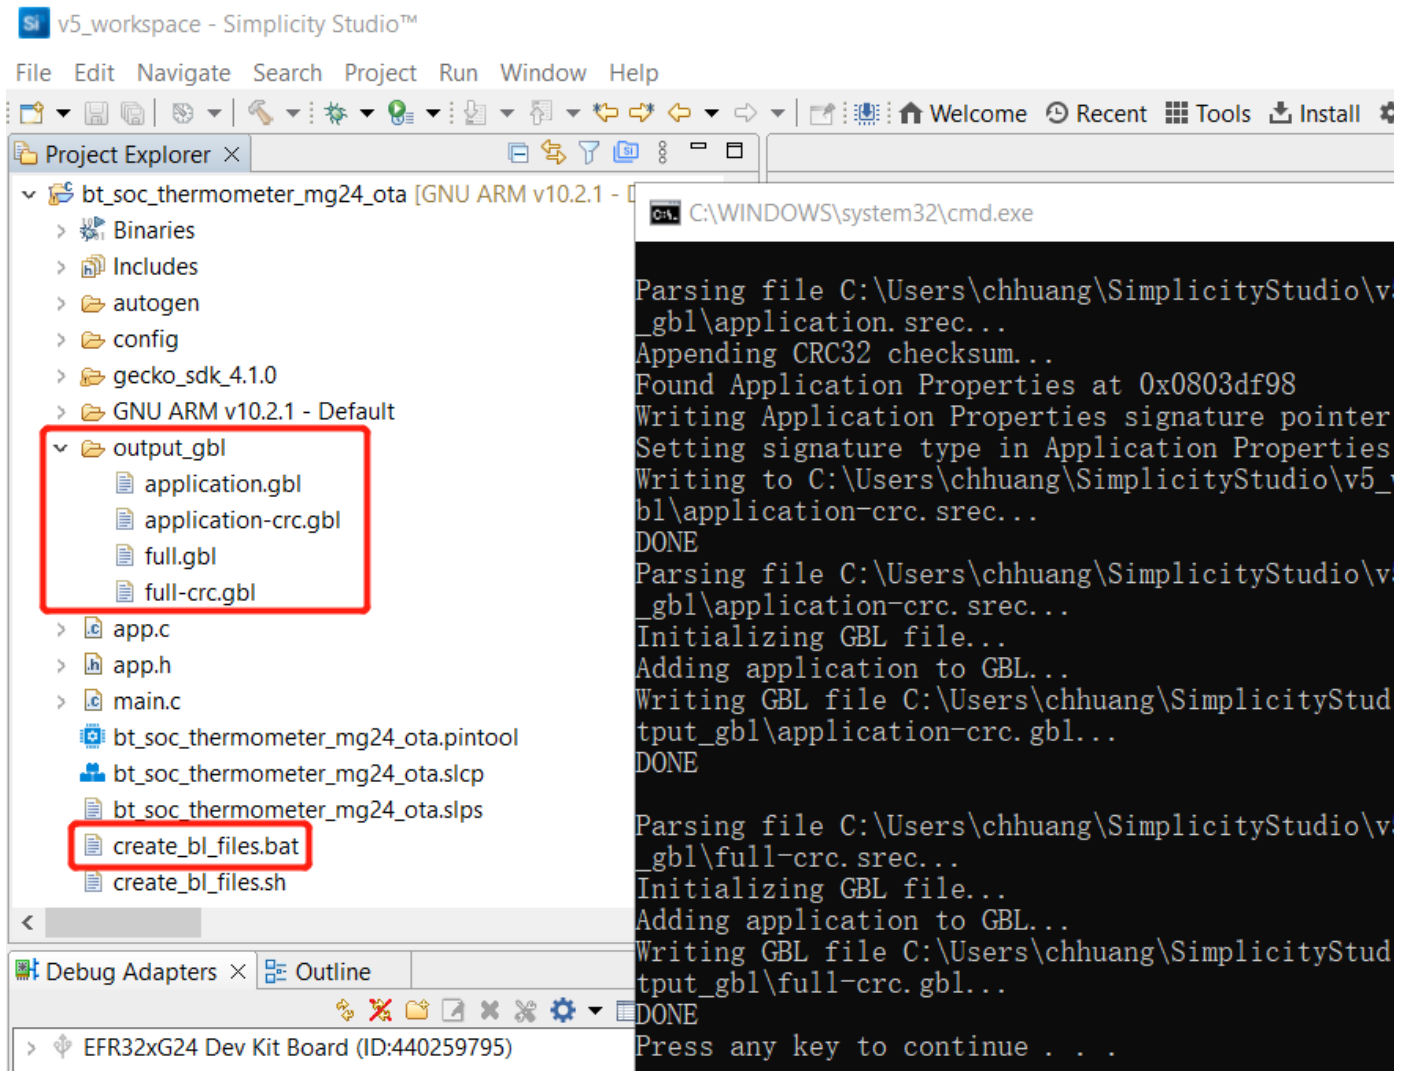 Si v5_workspace - Simplicity Studio™
File Edit Navigate Search Project Run Window Help
Welcome Recent Tools Install
Project Explorer
bt_soc_thermometer_mg24_ota [GNU ARM v10.2.1 - D
Binaries
Includes
autogen
config
gecko_sdk_4.1.0
GNU ARM v10.2.1 - Default
output_gbl
application.gbl
application-crc.gbl
full.gbl
full-crc.gbl
app.c
app.h
main.c
bt_soc_thermometer_mg24_ota.pintool
bt_soc_thermometer_mg24_ota.slcp
bt_soc_thermometer_mg24_ota.slps
create_bl_files.bat
create_bl_files.sh
Debug Adapters Outline
EFR32xG24 Dev Kit Board (ID:440259795)
C:\WINDOWS\system32\cmd.exe
Parsing file C:\Users\chhuang\SimplicityStudio\v5
_gbl\application.srec...
Appending CRC32 checksum...
Found Application Properties at 0x0803df98
Writing Application Properties signature pointer
Setting signature type in Application Properties
Writing to C:\Users\chhuang\SimplicityStudio\v5_w
bl\application-crc.srec...
DONE
Parsing file C:\Users\chhuang\SimplicityStudio\v5
_gbl\application-crc.srec...
Initializing GBL file...
Adding application to GBL...
Writing GBL file C:\Users\chhuang\SimplicityStud
tput_gbl\application-crc.gbl...
DONE
Parsing file C:\Users\chhuang\SimplicityStudio\v5
_gbl\full-crc.srec...
Initializing GBL file...
Adding application to GBL...
Writing GBL file C:\Users\chhuang\SimplicityStud
tput_gbl\full-crc.gbl...
DONE
Press any key to continue . . .